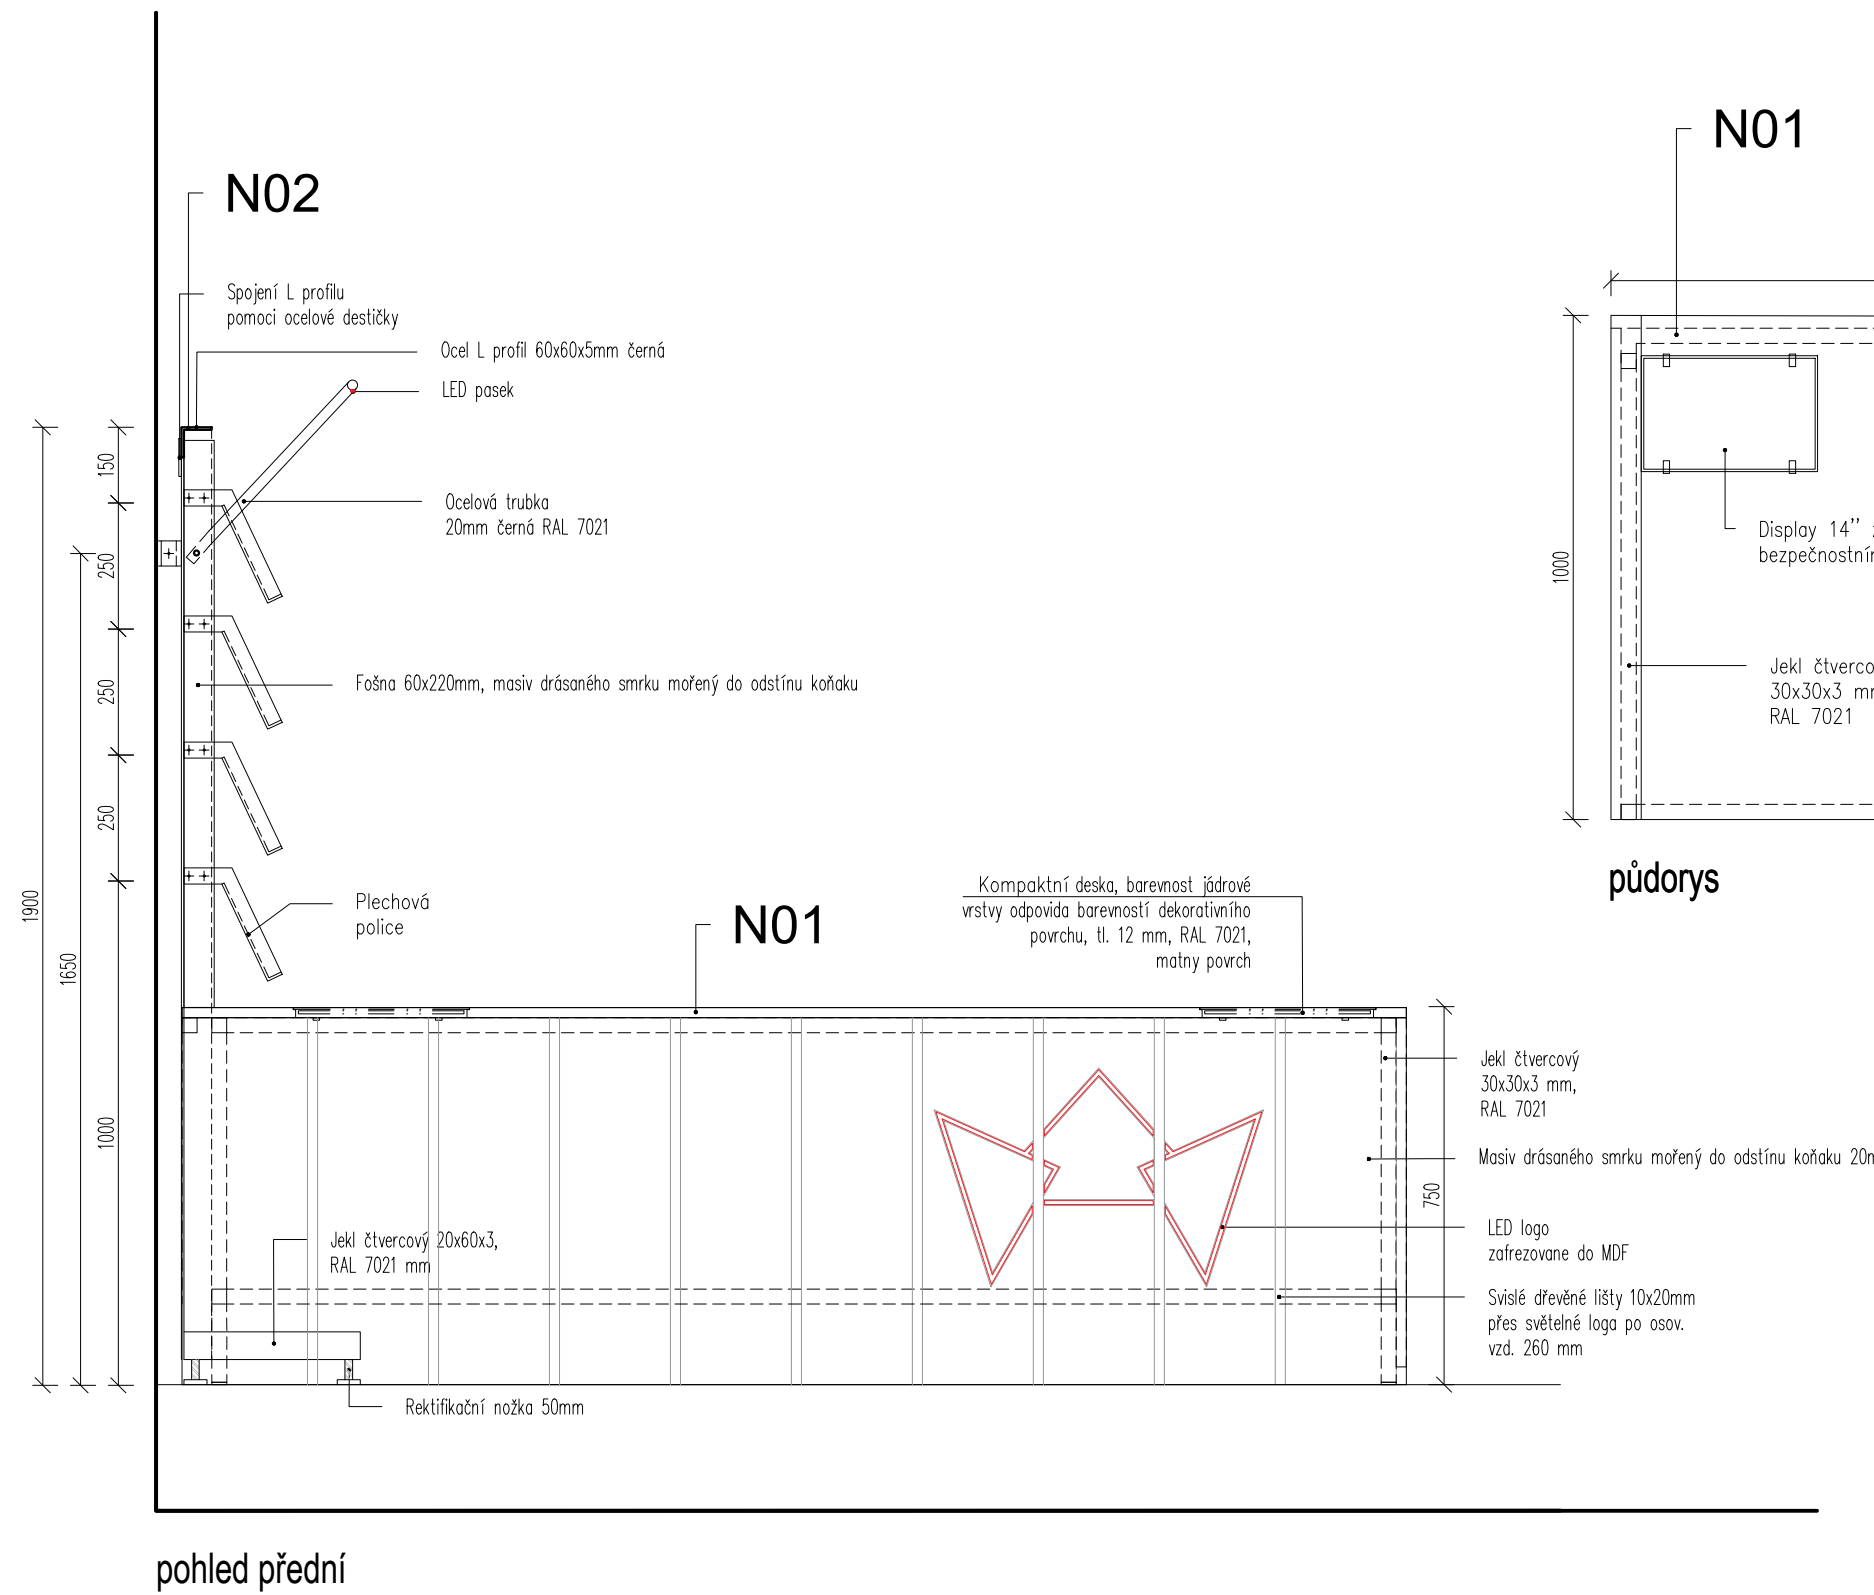 N01
N02
Spojení L profilu
pomoci ocelové destičky
Ocel L profil 60x60x5mm černá
LED pasek
150
Ocelová trubka
20mm černá RAL 7021
250
Display 14''
bezpečnostní
1000
250
Fošna 60x220mm, masiv drásaného smrku mořený do odstínu koňaku
Jekl čtverco
30x30x3 mm
RAL 7021
250
půdorys
1900
Plechová
police
N01
Kompaktní deska, barevnost jádrové
vrstvy odpovida barevností dekorativního
povrchu, tl. 12 mm, RAL 7021,
matny povrch
1650
1000
Jekl čtvercový
30x30x3 mm,
RAL 7021
Masiv drásaného smrku mořený do odstínu koňaku
750
LED logo
zafrezovane do MDF
Jekl čtvercový 20x60x3,
RAL 7021 mm
Svislé dřevěné lišty 10x20mm
přes světelné loga po osov.
vzd. 260 mm
Rektifikační nožka 50mm
pohled přední